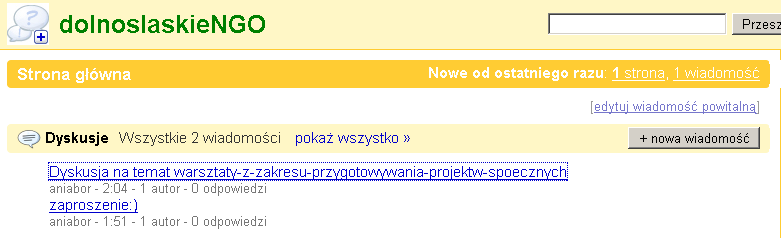 dolnoslaskieNGO
Przesz
Strona główna
Nowe od ostatniego razu: 1 strona, 1 wiadomość
[edytuj wiadomość powitalną]
Dyskusje Wszystkie 2 wiadomości pokaż wszystko »
+ nowa wiadomość
Dyskusja na temat warsztaty-z-zakresu-przygotowywania-projektw-spoecznych
aniabor - 2:04 - 1 autor - 0 odpowiedzi
zaproszenie:)
aniabor - 1:51 - 1 autor - 0 odpowiedzi